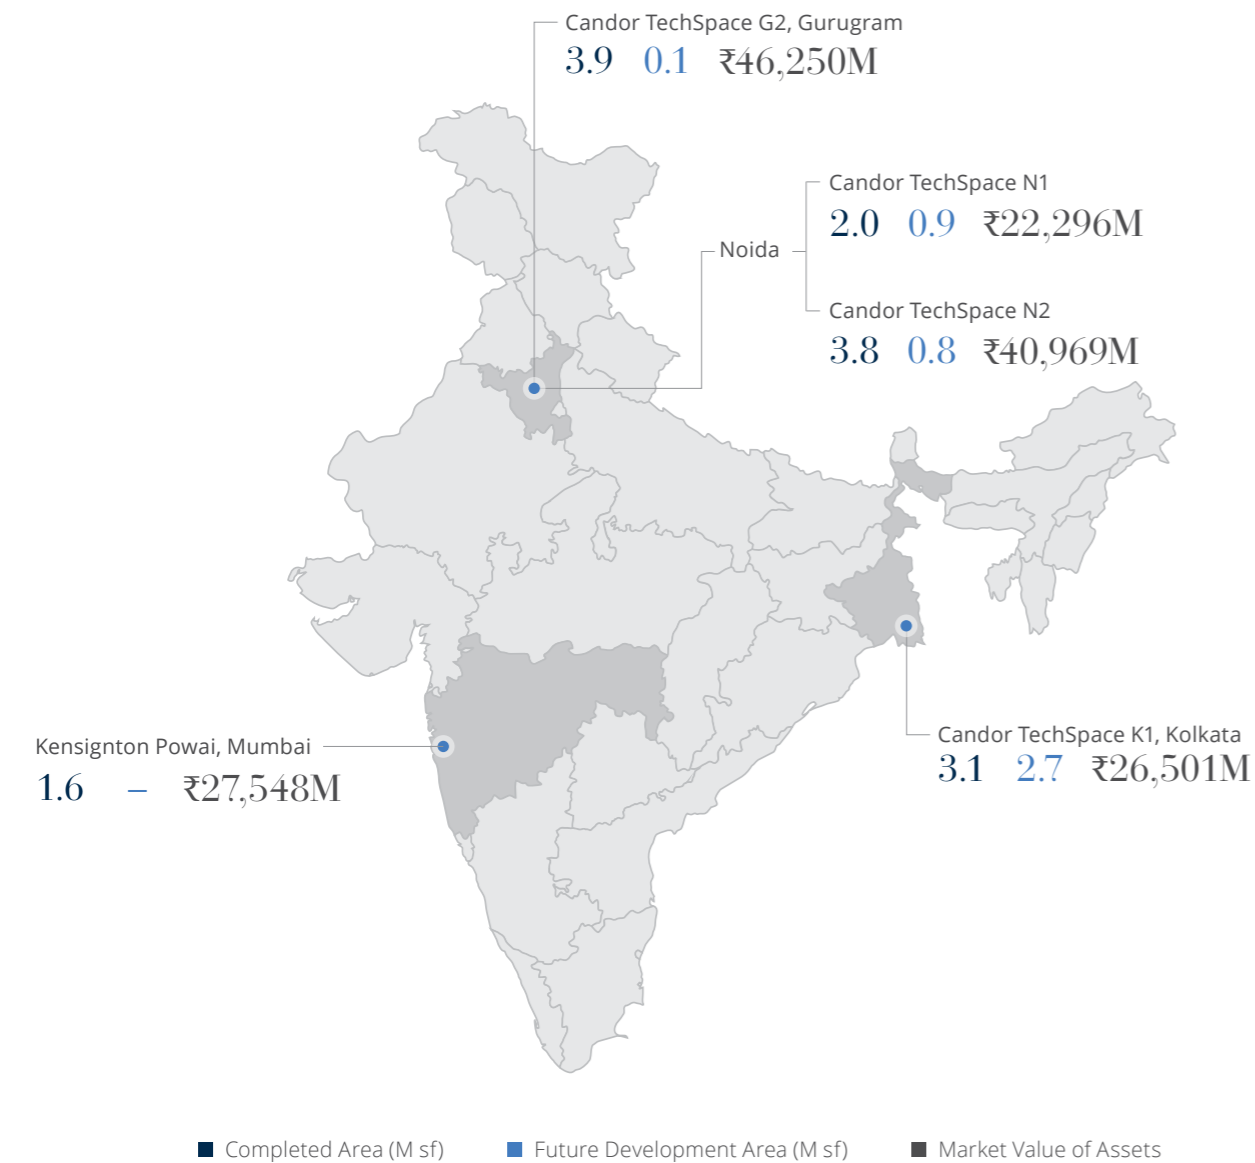 Candor TechSpace G2, Gurugram
3.9 0.1 ₹46,250M
Candor TechSpace N1
2.0 0.9 ₹22,296M
Noida
Candor TechSpace N2
3.8 0.8 ₹40,969M
Kensignton Powai, Mumbai
1.6 – ₹27,548M
Candor TechSpace K1, Kolkata
3.1 2.7 ₹26,501M
Completed Area (M sf) Future Development Area (M sf) Market Value of Assets